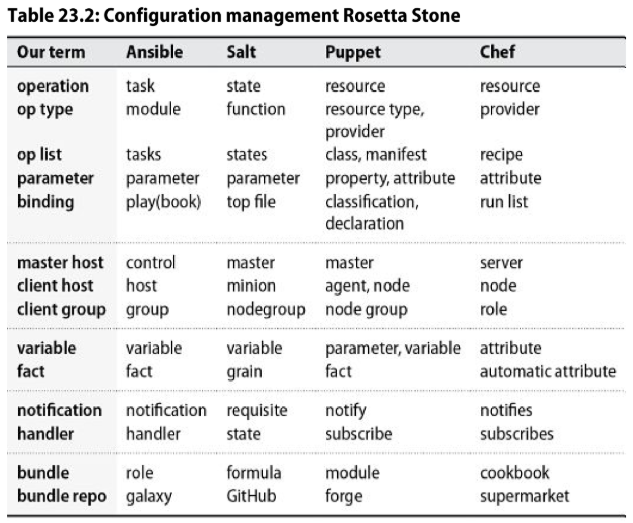 Table 23.2: Configuration management Rosetta Stone
Our term Ansible Salt Puppet Chef
operation task state resource resource
op type module function resource type, provider
provider
op list tasks states class, manifest recipe
parameter parameter parameter property, attribute attribute
binding play(book) top file classification, run list
declaration
master host control master master server
client host host minion agent, node node
client group group nodegroup node group role
variable variable variable parameter, variable attribute
fact fact grain fact automatic attribute
notification notification requisite notify notifies
handler handler state subscribe subscribes
bundle role formula module cookbook
bundle repo galaxy GitHub forge supermarket